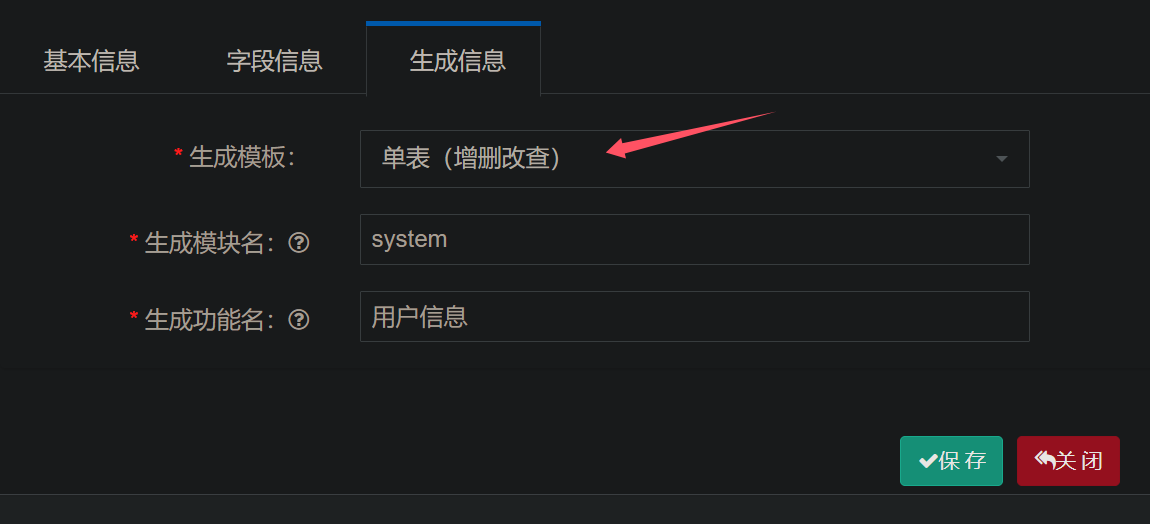 基本信息 字段信息 生成信息
* 生成模板： 单表（增删改查）
* 生成模块名： system
* 生成功能名： 用户信息
保 存 关 闭